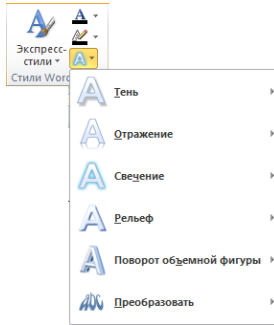 Экспресс-
стили
Стили Word
Тень
Отражение
Свечение
Рельеф
Поворот объемной фигуры
Преобразовать